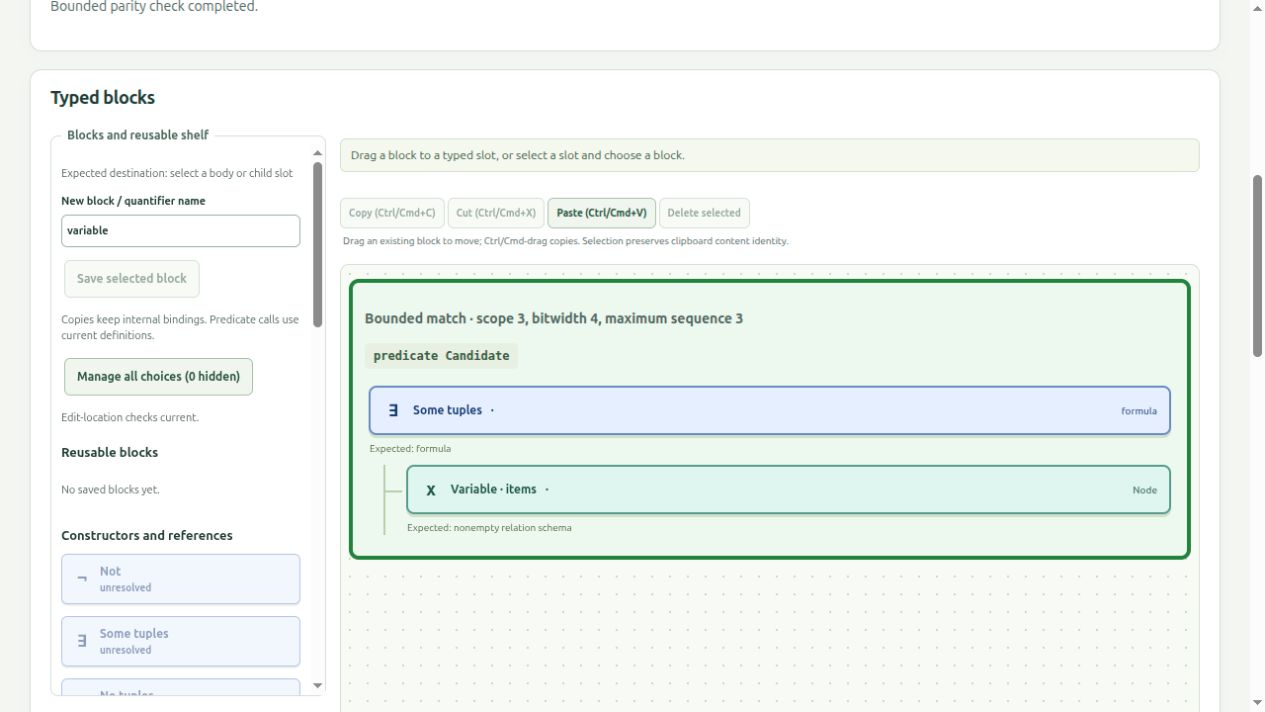 Bounded parity check completed.
Typed blocks
Blocks and reusable shelf
Expected destination: select a body or child slot
New block / quantifier name
variable
Save selected block
Copies keep internal bindings. Predicate calls use
current definitions.
Manage all choices (0 hidden)
Edit-location checks current.
Reusable blocks
No saved blocks yet.
Constructors and references
¬ Not
unresolved
∃ Some tuples
unresolved
No tuples
Drag a block to a typed slot, or select a slot and choose a block.
Copy (Ctrl/Cmd+C) Cut (Ctrl/Cmd+X) Paste (Ctrl/Cmd+V) Delete selected
Drag an existing block to move; Ctrl/Cmd-drag copies. Selection preserves clipboard content identity.
Bounded match · scope 3, bitwidth 4, maximum sequence 3
predicate Candidate
∃ Some tuples · formula
Expected: formula
x Variable · items · Node
Expected: nonempty relation schema